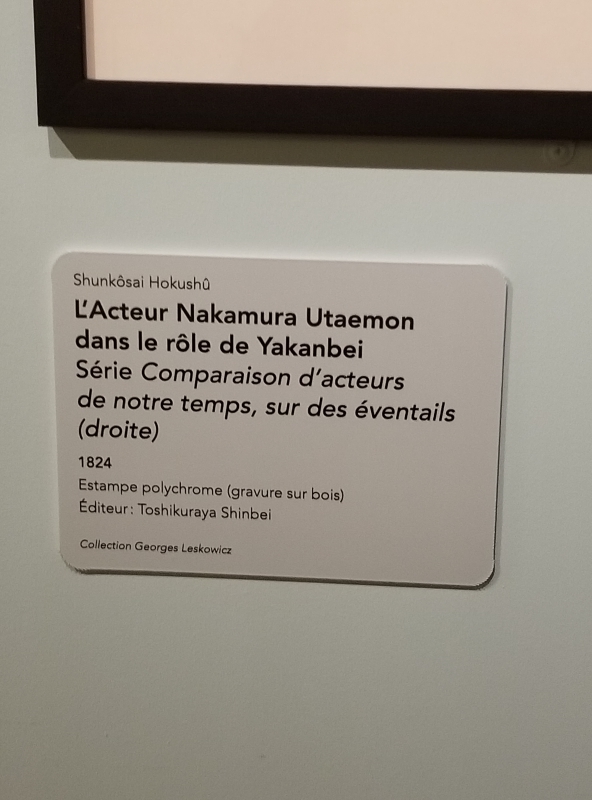 Shunkôsai Hokushû
L'Acteur Nakamura Utaemon
dans le rôle de Yakanbei
Série Comparaison d'acteurs
de notre temps, sur des éventails
(droite)
1824
Estampe polychrome (gravure sur bois)
Éditeur : Toshikuraya Shinbei
Collection Georges Leskowicz